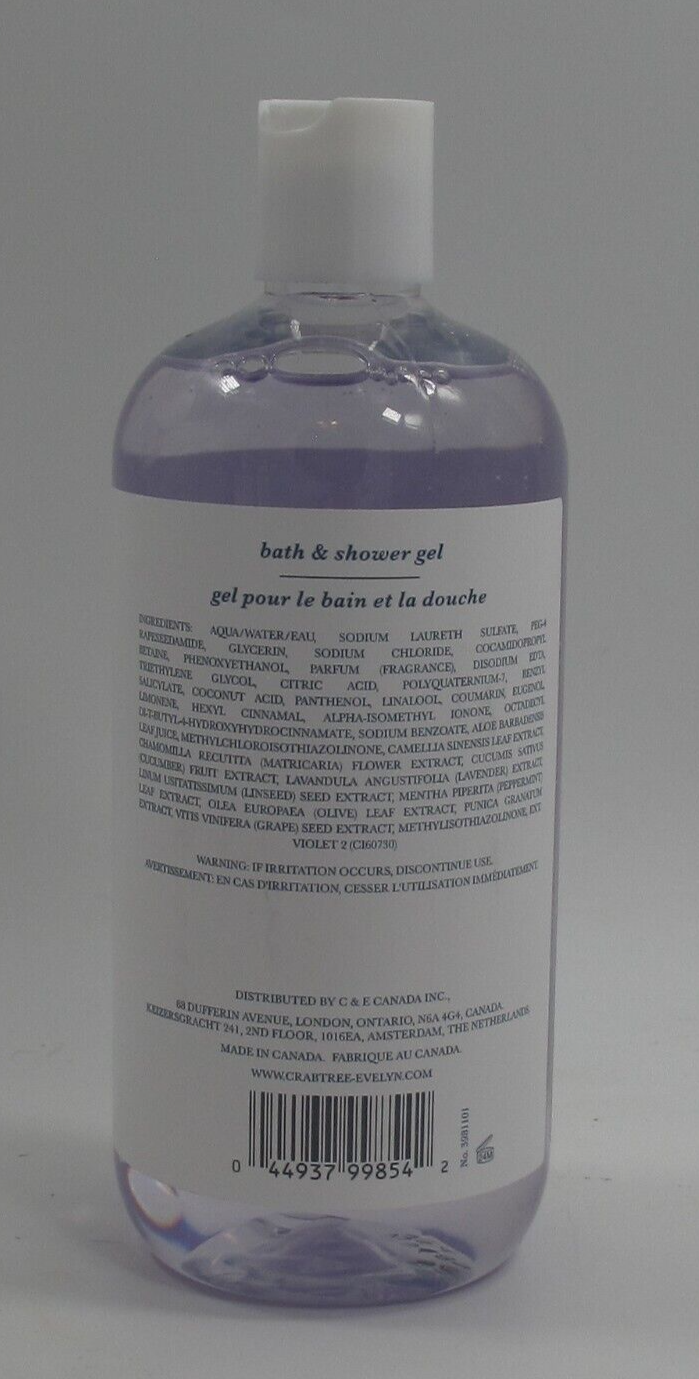 bath & shower gel
gel pour le bain et la douche
INGREDIENTS: AQUA/WATER/EAU, SODIUM LAURETH SULFATE, PEG-4
RAPESEEDAMIDE, GLYCERIN, SODIUM CHLORIDE, COCAMIDOPROPYL
BETAINE, PHENOXYETHANOL, PARFUM (FRAGRANCE), DISODIUM EDTA,
TRIETHYLENE GLYCOL, CITRIC ACID, POLYQUATERNIUM-7, BENZYL
SALICYLATE, COCONUT ACID, PANTHENOL, LINALOOL, COUMARIN, EUGENOL,
LIMONENE, HEXYL CINNAMAL, ALPHA-ISOMETHYL IONONE, OCTADECYL
DI-T-BUTYL-4-HYDROXYHYDROCINNAMATE, SODIUM BENZOATE, ALOE BARBADENSIS
LEAF JUICE, METHYLCHLOROISOTHIAZOLINONE, CAMELLIA SINENSIS LEAF EXTRACT,
CHAMOMILLA RECUTITA (MATRICARIA) FLOWER EXTRACT, CUCUMIS SATIVUS
(CUCUMBER) FRUIT EXTRACT, LAVANDULA ANGUSTIFOLIA (LAVENDER) EXTRACT,
LINUM USITATISSIMUM (LINSEED) SEED EXTRACT, MENTHA PIPERITA (PEPPERMINT)
LEAF EXTRACT, OLEA EUROPAEA (OLIVE) LEAF EXTRACT, PUNICA GRANATUM
EXTRACT, VITIS VINIFERA (GRAPE) SEED EXTRACT, METHYLISOTHIAZOLINONE, EXT.
VIOLET 2 (CI60730)
WARNING: IF IRRITATION OCCURS, DISCONTINUE USE.
AVERTISSEMENT: EN CAS D'IRRITATION, CESSER L'UTILISATION IMMÉDIATEMENT.
DISTRIBUTED BY C & E CANADA INC.,
68 DUFFERIN AVENUE, LONDON, ONTARIO, N6A 4G4, CANADA.
KEIZERSGRACHT 241, 2ND FLOOR, 1016EA, AMSTERDAM, THE NETHERLANDS
MADE IN CANADA. FABRIQUE AU CANADA.
WWW.CRABTREE-EVELYN.COM
0 44937 99854 2
No. 5981101
24M